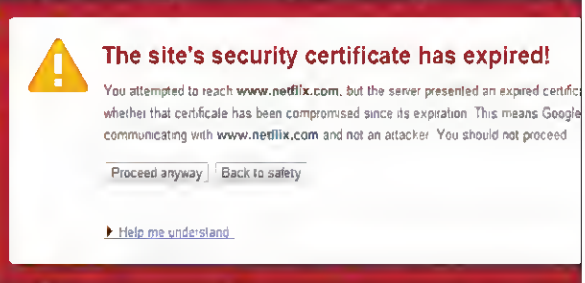 The site's security certificate has expired!
You attempted to reach www.netflix.com, but the server presented an expired certific
whether that certificate has been compromised since its expiration. This means Google
communicating with www.netflix.com and not an attacker. You should not proceed
Proceed anyway
Back to safety
Help me understand